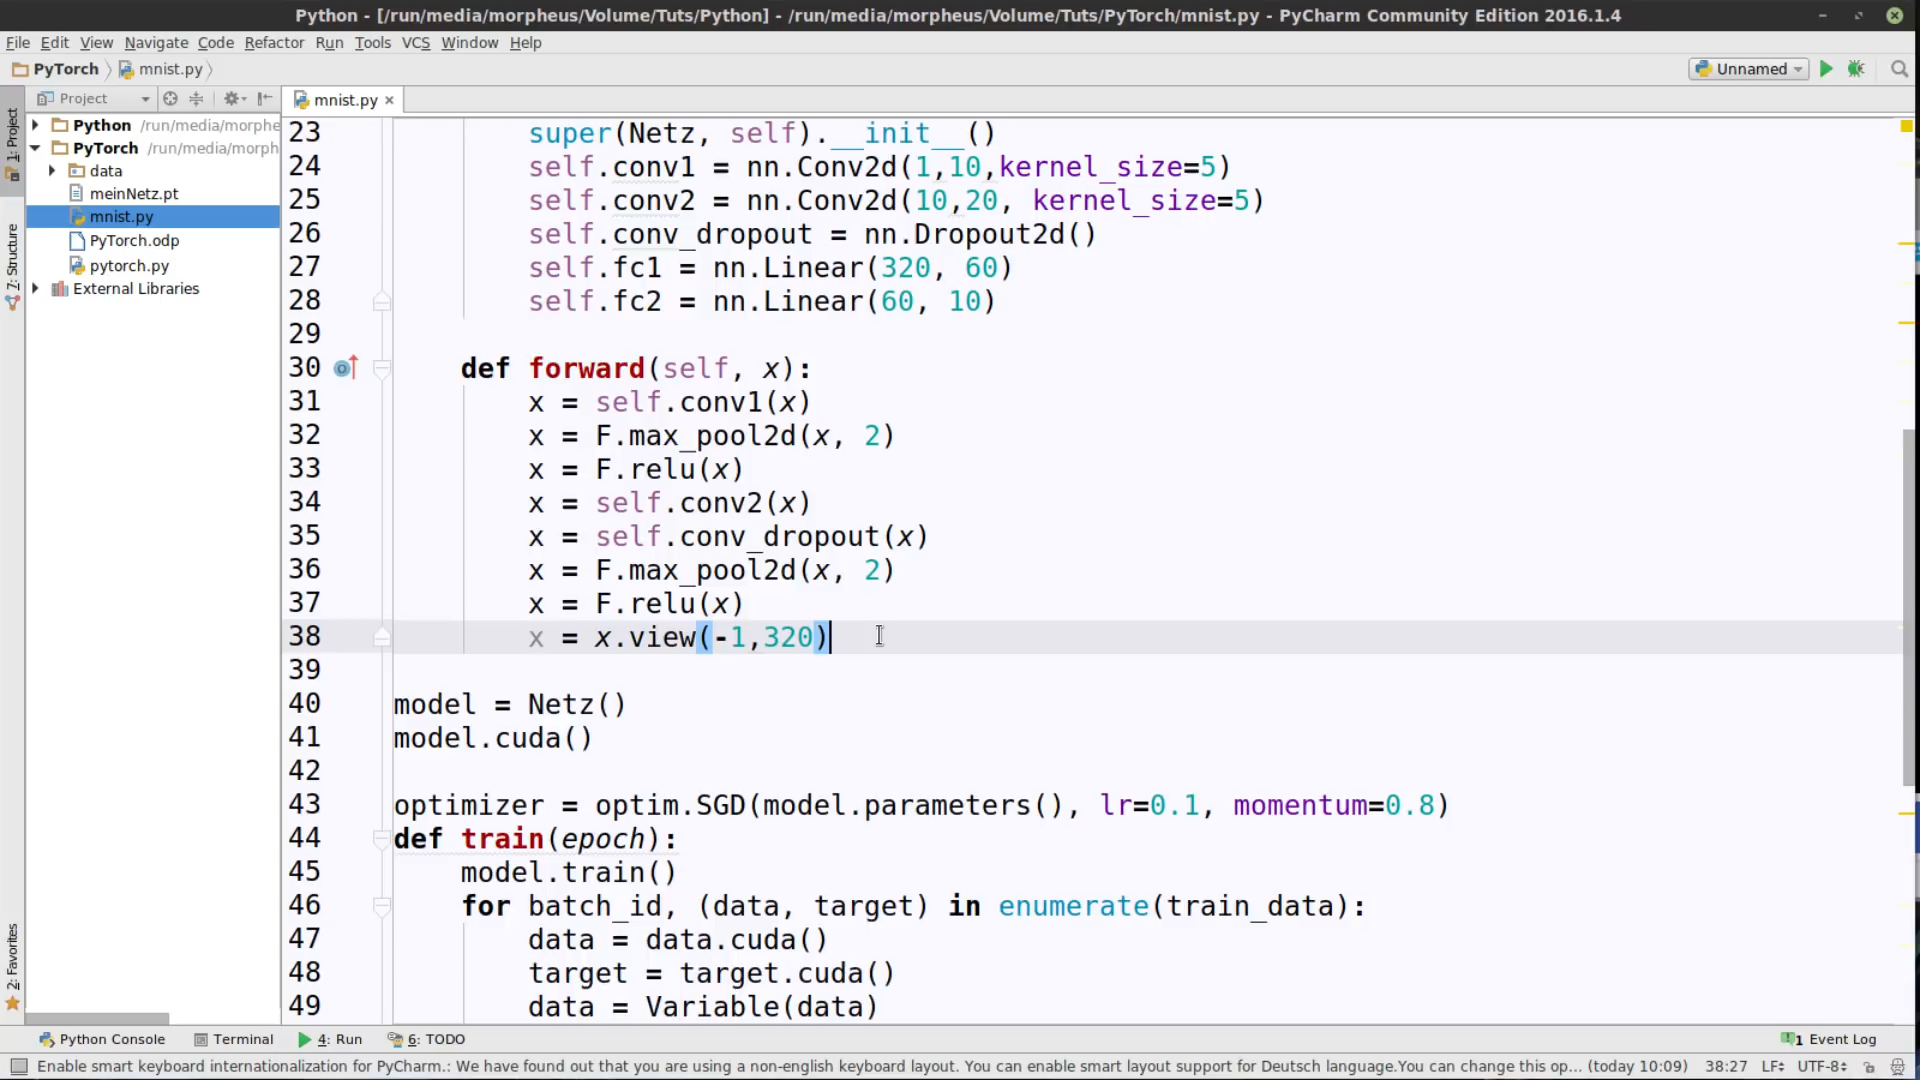 Python - [/run/media/morpheus/Volume/Tuts/Python] - /run/media/morpheus/Volume/Tuts/PyTorch/mnist.py - PyCharm Community Edition 2016.1.4
File Edit View Navigate Code Refactor Run Tools VCS Window Help
PyTorch mnist.py Unnamed
1: Project
7: Structure
2: Favorites
Project
Python /run/media/morphe
PyTorch /run/media/morph
data
meinNetz.pt
mnist.py
PyTorch.odp
pytorch.py
External Libraries
mnist.py
23 super(Netz, self).__init__()
24 self.conv1 = nn.Conv2d(1,10,kernel_size=5)
25 self.conv2 = nn.Conv2d(10,20, kernel_size=5)
26 self.conv_dropout = nn.Dropout2d()
27 self.fc1 = nn.Linear(320, 60)
28 self.fc2 = nn.Linear(60, 10)
29
30 def forward(self, x):
31 x = self.conv1(x)
32 x = F.max_pool2d(x, 2)
33 x = F.relu(x)
34 x = self.conv2(x)
35 x = self.conv_dropout(x)
36 x = F.max_pool2d(x, 2)
37 x = F.relu(x)
38 x = x.view(-1,320)
39
40 model = Netz()
41 model.cuda()
42
43 optimizer = optim.SGD(model.parameters(), lr=0.1, momentum=0.8)
44 def train(epoch):
45 model.train()
46 for batch_id, (data, target) in enumerate(train_data):
47 data = data.cuda()
48 target = target.cuda()
49 data = Variable(data)
Python Console Terminal 4: Run 6: TODO 1 Event Log
Enable smart keyboard internationalization for PyCharm.: We have found out that you are using a non-english keyboard layout. You can enable smart layout support for Deutsch language.You can change this op... (today 10:09) 38:27 LF UTF-8